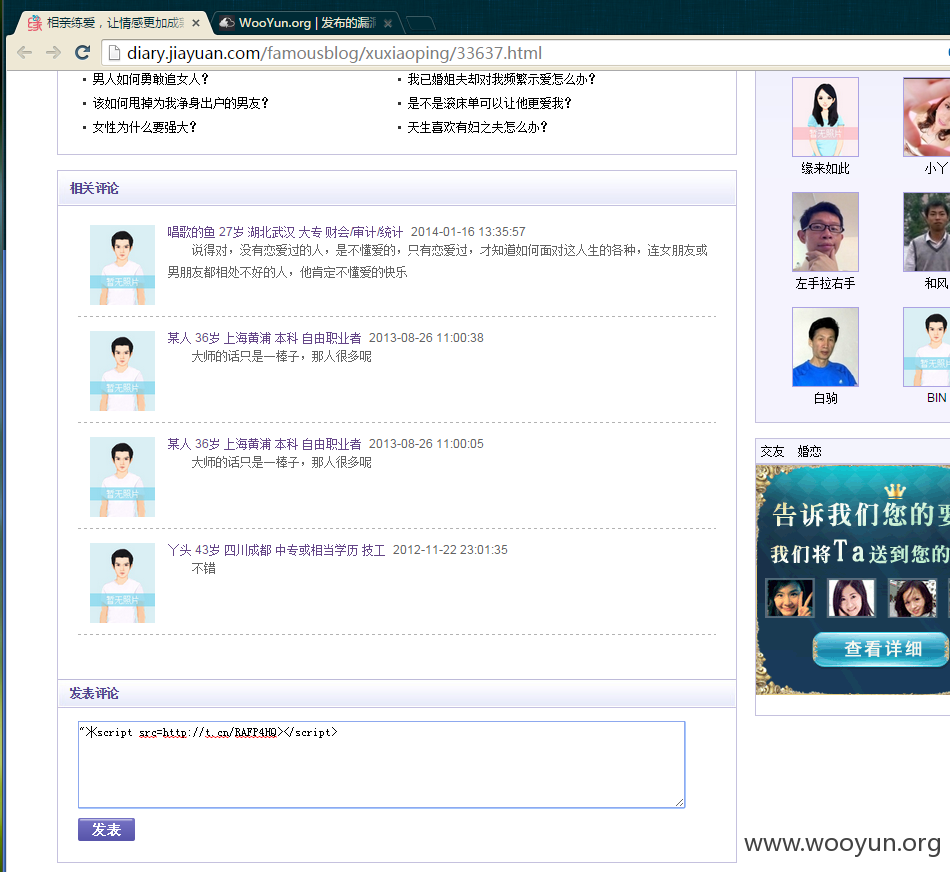 相亲练爱，让情感更加成
WooYun.org | 发布的漏
diary.jiayuan.com/famousblog/xuxiaoping/33637.html
男人如何勇敢追女人？
我已婚姐夫却对我频繁示爱怎么办？
该如何甩掉为我净身出户的男友？
是不是滚床单可以让他更爱我？
女性为什么要强大？
天生喜欢有妇之夫怎么办？
相关评论
暂无照片
唱歌的鱼 27岁 湖北武汉 大专 财会/审计/统计 2014-01-16 13:35:57
说得对，没有恋爱过的人，是不懂爱的，只有恋爱过，才知道如何面对这人生的各种，连女朋友或
男朋友都相处不好的人，他肯定不懂爱的快乐
暂无照片
某人 36岁 上海黄浦 本科 自由职业者 2013-08-26 11:00:38
大师的话只是一棒子，那人很多呢
暂无照片
某人 36岁 上海黄浦 本科 自由职业者 2013-08-26 11:00:05
大师的话只是一棒子，那人很多呢
暂无照片
丫头 43岁 四川成都 中专或相当学历 技工 2012-11-22 23:01:35
不错
发表评论
script src=http://t.cn/RAFP4HQ></script>
发表
暂无照片
缘来如此
小丫
左手拉右手
和风
白驹
暂无照
BIN
交友 婚恋
告诉我们您的要
我们将Ta送到您的
查看详细
www.wooyun.org